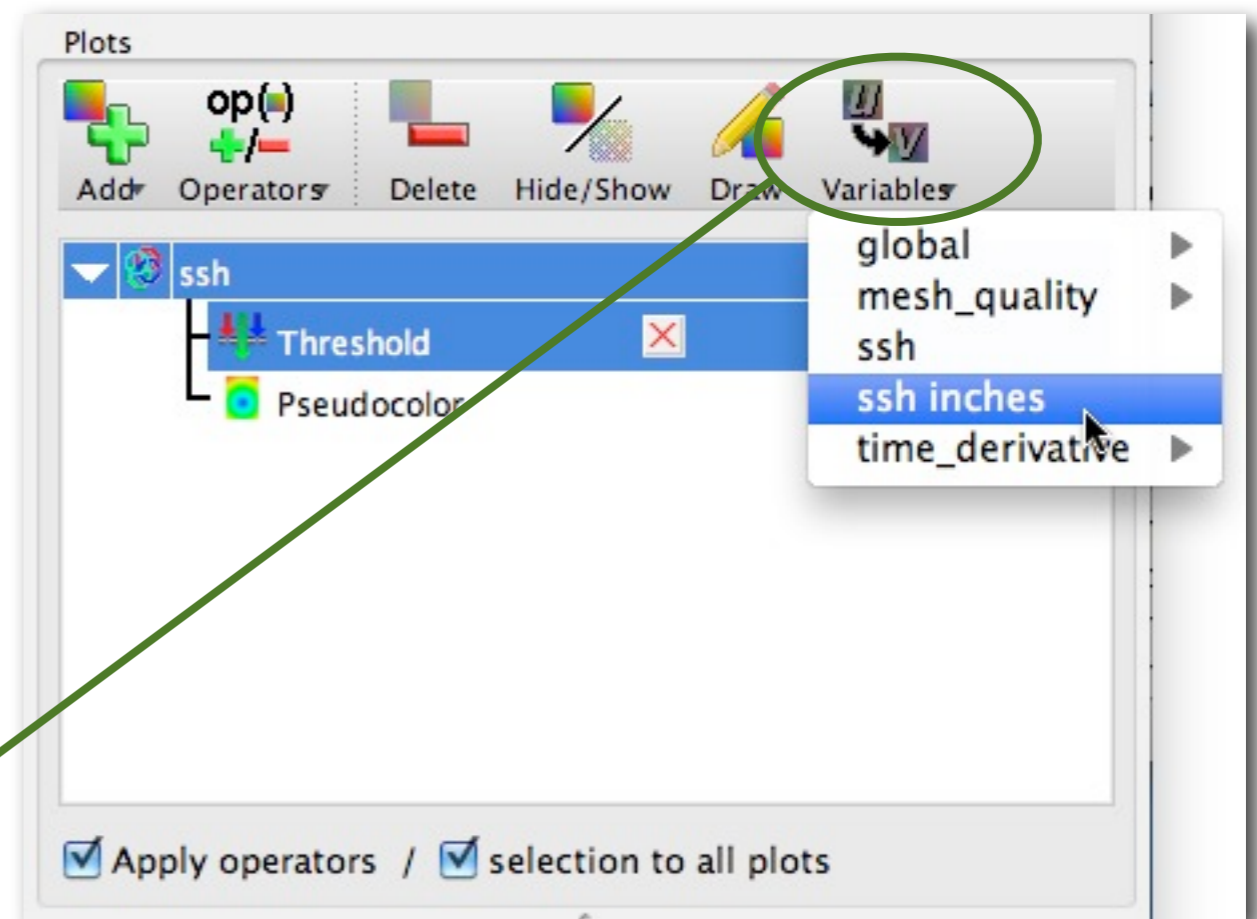 Plots
op( )
+/-
Add Operators Delete Hide/Show Draw Variables
U
V
ssh
Threshold
Pseudocolor
global
mesh_quality
ssh
ssh inches
time_derivative
Apply operators / selection to all plots